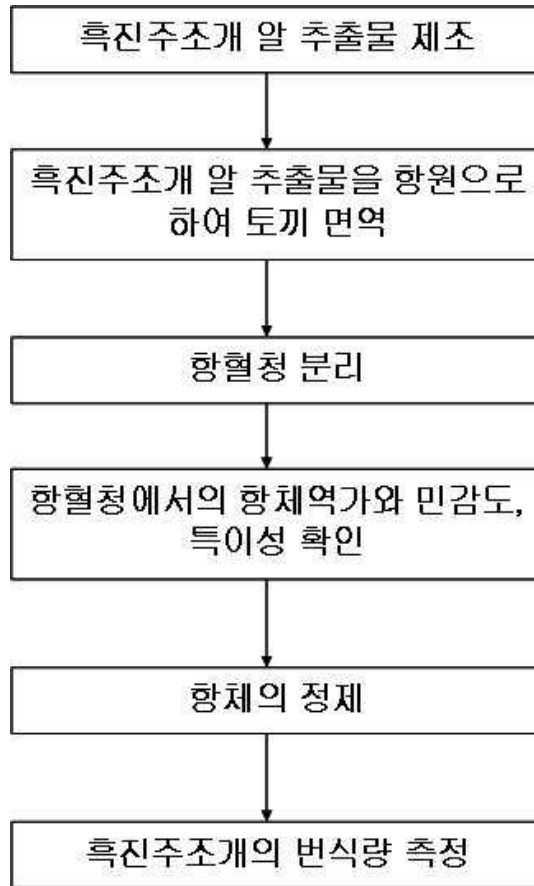 흑진주조개 알 추출물 제조
흑진주조개 알 추출물을 항원으로
하여 토끼 면역
항혈청 분리
항혈청에서의 항체역가와 민감도,
특이성 확인
항체의 정제
흑진주조개의 번식량 측정